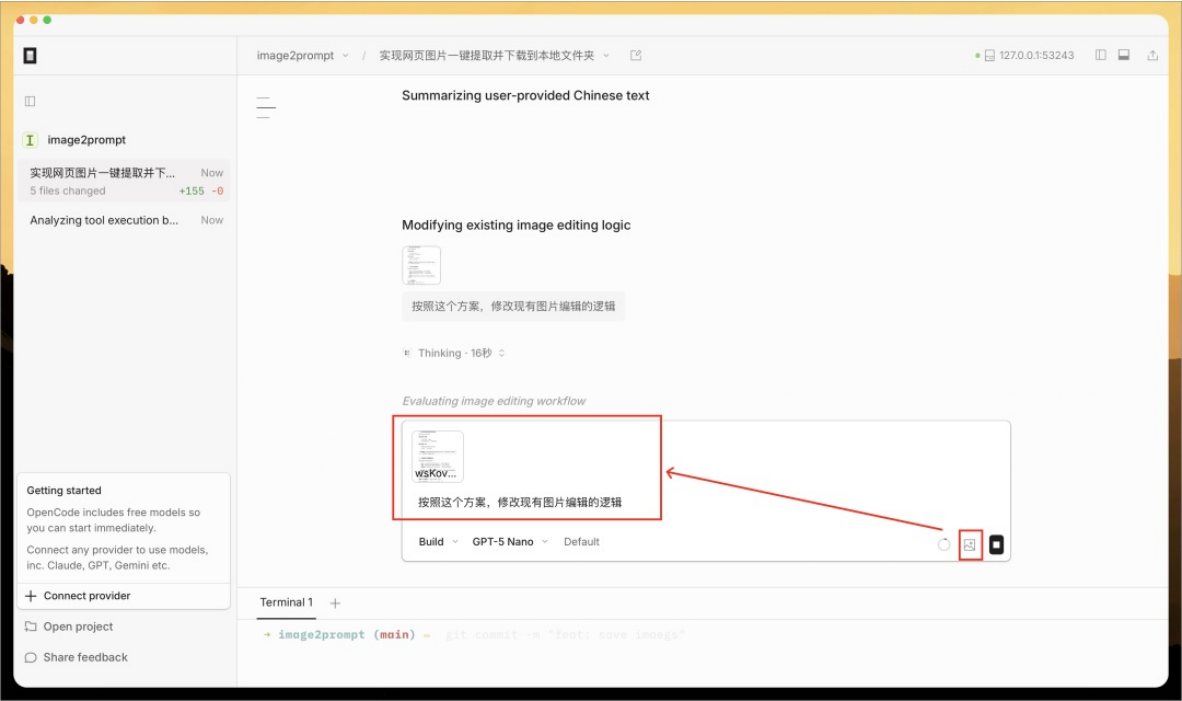 image2prompt / 实现网页图片一键提取并下载到本地文件夹
127.0.0.1:53243
I image2prompt
实现网页图片一键提取并下... Now
5 files changed +155 -0
Analyzing tool execution b... Now
Summarizing user-provided Chinese text
Modifying existing image editing logic
按照这个方案，修改现有图片编辑的逻辑
Thinking · 16秒
Evaluating image editing workflow
wsKov...
按照这个方案，修改现有图片编辑的逻辑
Build GPT-5 Nano Default
Getting started
OpenCode includes free models so
you can start immediately.
Connect any provider to use models,
inc. Claude, GPT, Gemini etc.
Connect provider
Open project
Share feedback
Terminal 1
→ image2prompt (main) git commit -m "feat: save imaegs"